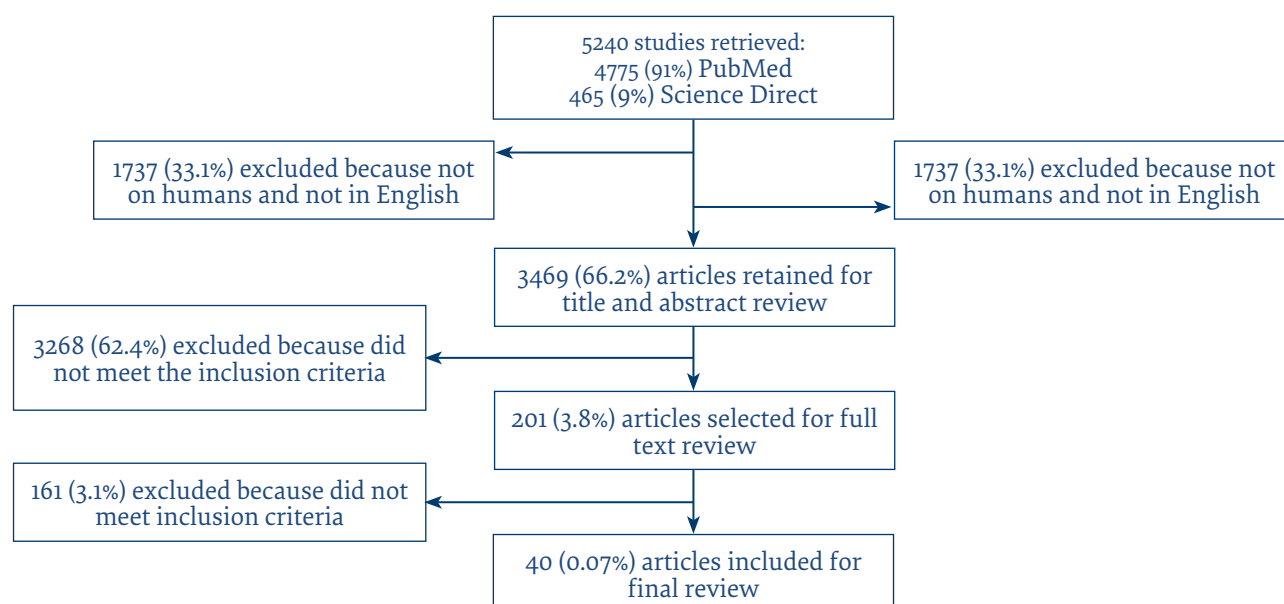 5240 studies retrieved:
4775 (91%) PubMed
465 (9%) Science Direct
1737 (33.1%) excluded because not
on humans and not in English
1737 (33.1%) excluded because not
on humans and not in English
3469 (66.2%) articles retained for
title and abstract review
3268 (62.4%) excluded because did
not meet the inclusion criteria
201 (3.8%) articles selected for full
text review
161 (3.1%) excluded because did not
meet inclusion criteria
40 (0.07%) articles included for
final review